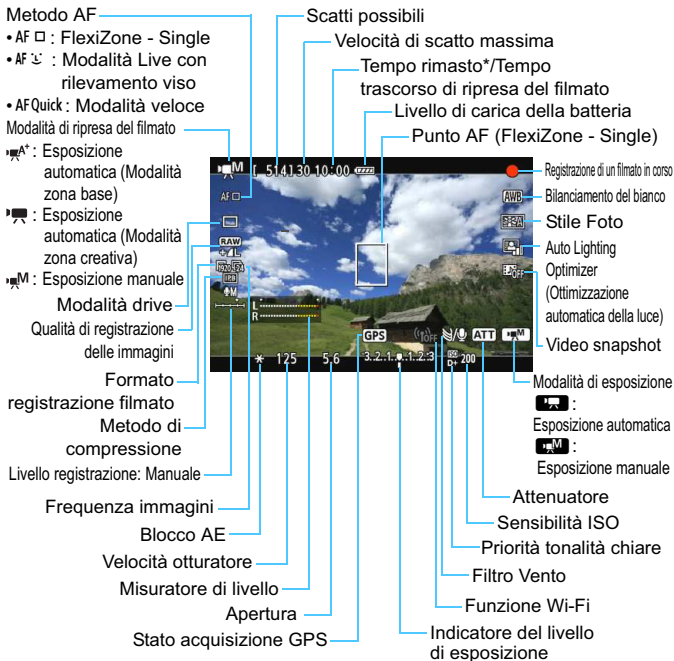 Metodo AF
• AF □ : FlexiZone - Single
• AF : Modalità Live con
rilevamento viso
• AF Quick : Modalità veloce
Modalità di ripresa del filmato
A+ : Esposizione
automatica (Modalità
zona base)
: Esposizione
automatica (Modalità
zona creativa)
M : Esposizione manuale
Modalità drive
Qualità di registrazione
delle immagini
Formato
registrazione filmato
Metodo di
compressione
Livello registrazione: Manuale
Frequenza immagini
Blocco AE
Velocità otturatore
Misuratore di livello
Apertura
Stato acquisizione GPS
Scatti possibili
Velocità di scatto massima
Tempo rimasto*/Tempo
trascorso di ripresa del filmato
Livello di carica della batteria
Punto AF (FlexiZone - Single)
M [ 514] 30 10:00
AF □
RAW
+ L
1920 24
IPB
M
L
R
AWB
A
OFF
GPS
OFF
ATT
M
* 125 5.6 3..2..1..0..1..2..3 ISO D+ 200
Registrazione di un filmato in corso
Bilanciamento del bianco
Stile Foto
Auto Lighting
Optimizer
(Ottimizzazione
automatica della luce)
Video snapshot
Modalità di esposizione
:
Esposizione automatica
M :
Esposizione manuale
Attenuatore
Sensibilità ISO
Priorità tonalità chiare
Filtro Vento
Funzione Wi-Fi
Indicatore del livello
di esposizione